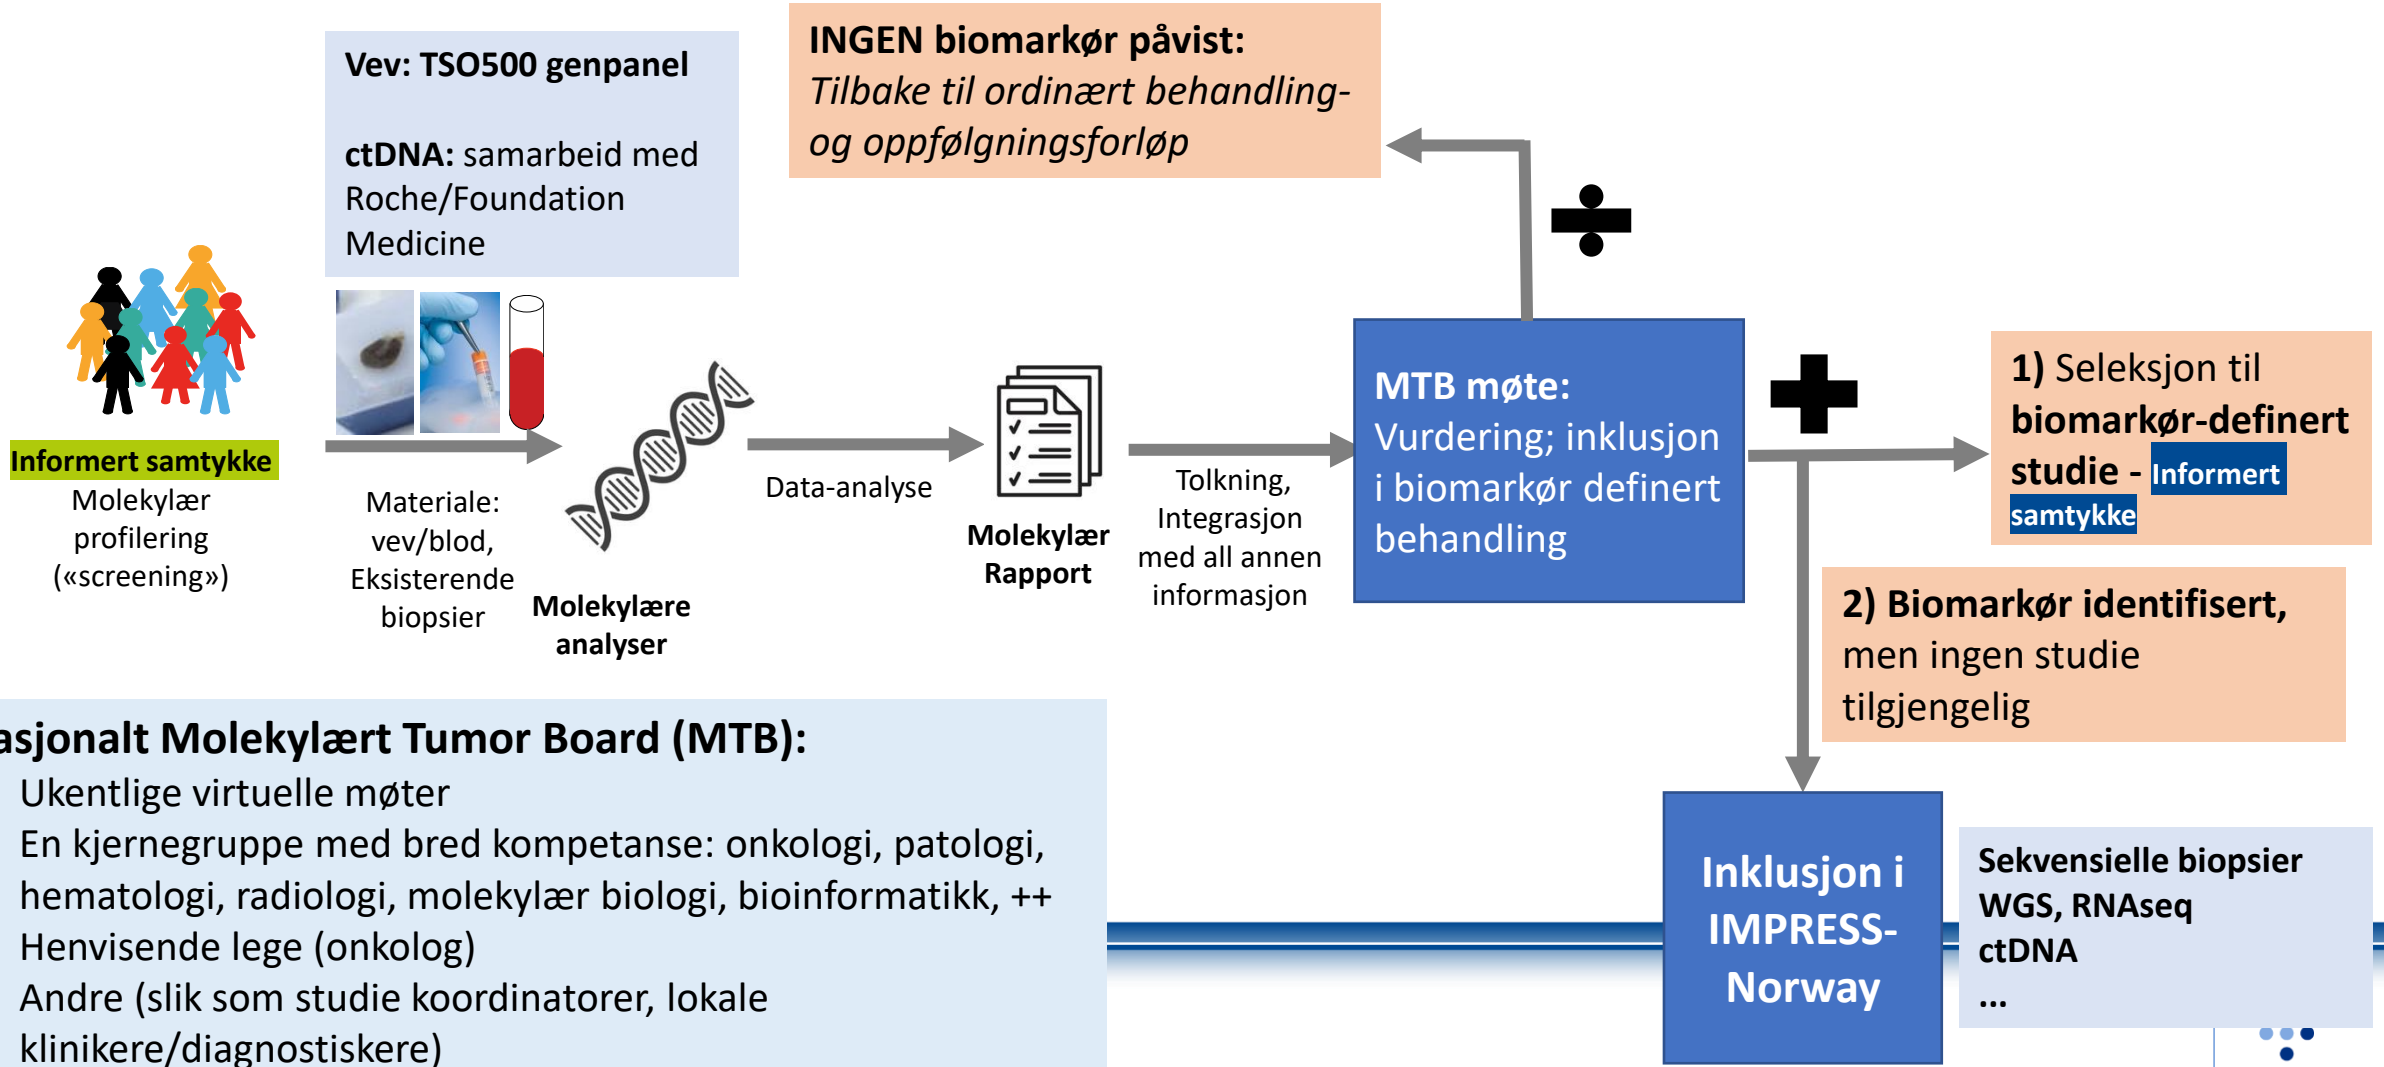 Vev: TSO500 genpanel
ctDNA: samarbeid med
Roche/Foundation
Medicine
INGEN biomarkør påvist:
Tilbake til ordinært behandling-
og oppfølgningsforløp
Informert samtykke
Molekylær
profilering
(«screening»)
Materiale:
vev/blod,
Eksisterende
biopsier
Molekylære
analyser
Data-analyse
Molekylær
Rapport
Tolkning,
Integrasjon
med all annen
informasjon
MTB møte:
Vurdering; inklusjon
i biomarkør definert
behandling
1) Seleksjon til
biomarkør-definert
studie - Informert
samtykke
2) Biomarkør identifisert,
men ingen studie
tilgjengelig
asjonalt Molekylært Tumor Board (MTB):
Ukentlige virtuelle møter
En kjernegruppe med bred kompetanse: onkologi, patologi,
hematologi, radiologi, molekylær biologi, bioinformatikk, ++
Henvisende lege (onkolog)
Andre (slik som studie koordinatorer, lokale
klinikere/diagnostiskere)
Inklusjon i
IMPRESS-
Norway
Sekvensielle biopsier
WGS, RNAseq
ctDNA
...